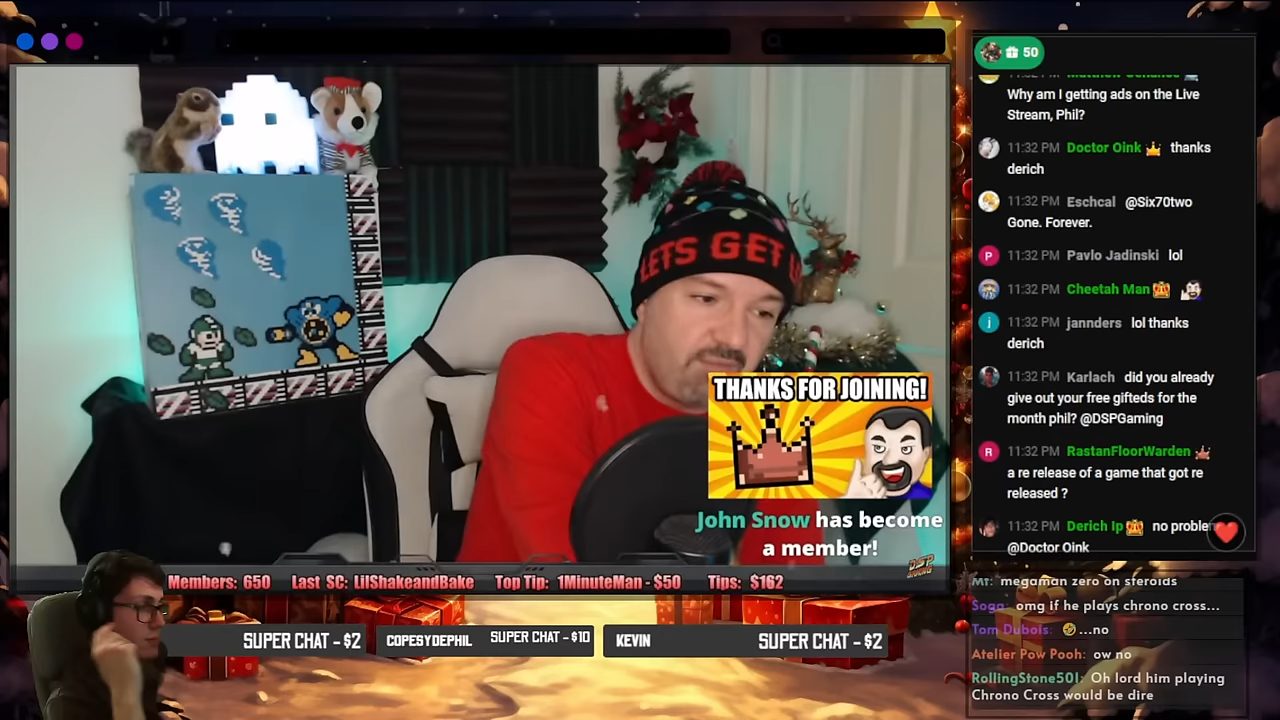 50
Why am I getting ads on the Live
Stream, Phil?
11:32 PM Doctor Oink thanks
derich
11:32 PM Eschcal @Six70two
Gone. Forever.
P 11:32 PM Pavlo Jadinski lol
11:32 PM Cheetah Man
j 11:32 PM jannders lol thanks
derich
11:32 PM Karlach did you already
give out your free gifteds for the
month phil? @DSPGaming
R 11:32 PM RastanFloorWarden
a re release of a game that got re
released ?
11:32 PM Derich Ip no problem
@Doctor Oink
LETS GET
THANKS FOR JOINING!
John Snow has become
a member!
DSP
GAMING
Members: 650 Last SC: LilShakeandBake Top Tip: 1MinuteMan - $50 Tips: $162
SUPER CHAT - $2
COPESYDEPHIL SUPER CHAT - $10
KEVIN SUPER CHAT - $2
Mr: megaman zero on steroids
Soga: omg if he plays chrono cross...
Tom Dubois: ...no
Atelier Pow Pooh: ow no
RollingStone501: Oh lord him playing
Chrono Cross would be dire